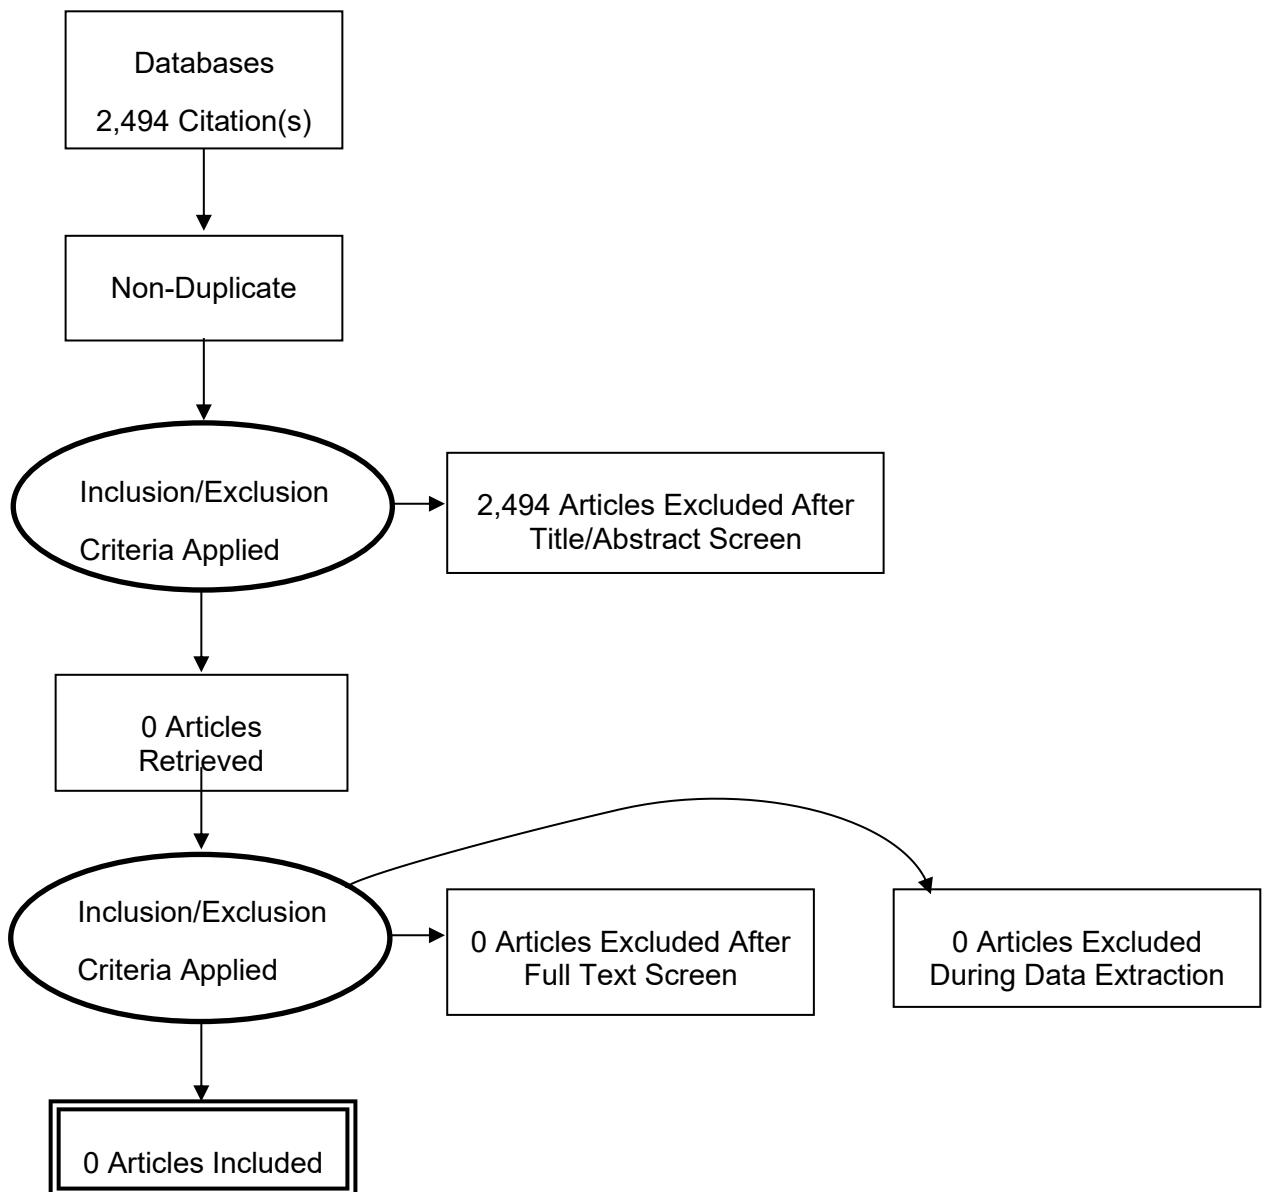 Databases
2,494 Citation(s)
Non-Duplicate
Inclusion/Exclusion
Criteria Applied
2,494 Articles Excluded After
Title/Abstract Screen
0 Articles
Retrieved
Inclusion/Exclusion
Criteria Applied
0 Articles Excluded After
Full Text Screen
0 Articles Excluded
During Data Extraction
0 Articles Included